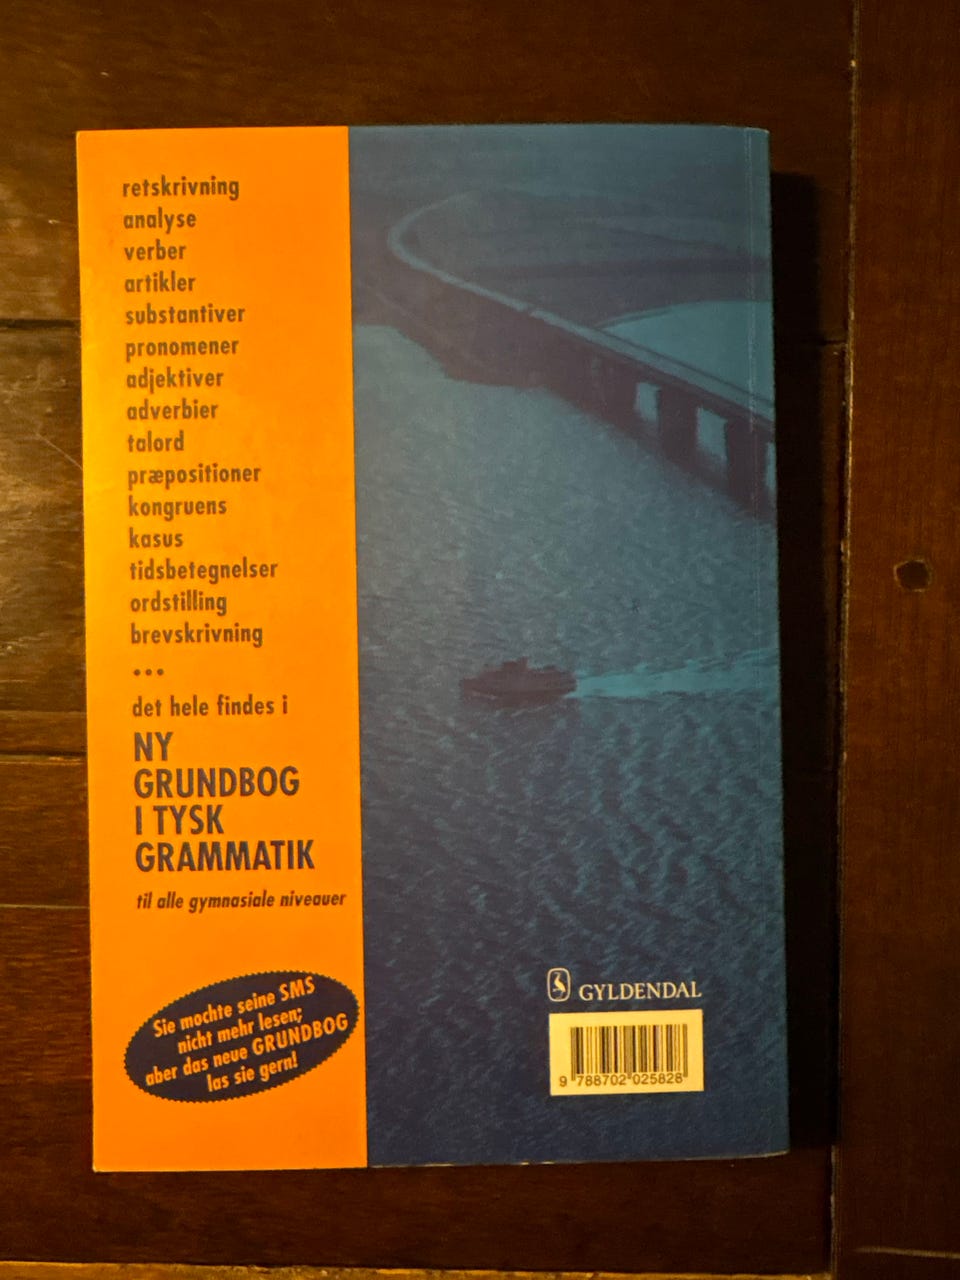 retskrivning
analyse
verber
artikler
substantiver
pronomener
adjektiver
adverbier
talord
præpositioner
kongruens
kasus
tidsbetegnelser
ordstilling
brevskrivning
...
det hele findes i
NY
GRUNDBOG
I TYSK
GRAMMATIK
til alle gymnasiale niveauer
Sie mochte seine SMS
nicht mehr lesen;
aber das neue GRUNDBOG
las sie gern!
GYLDENDAL
9 788702 025828